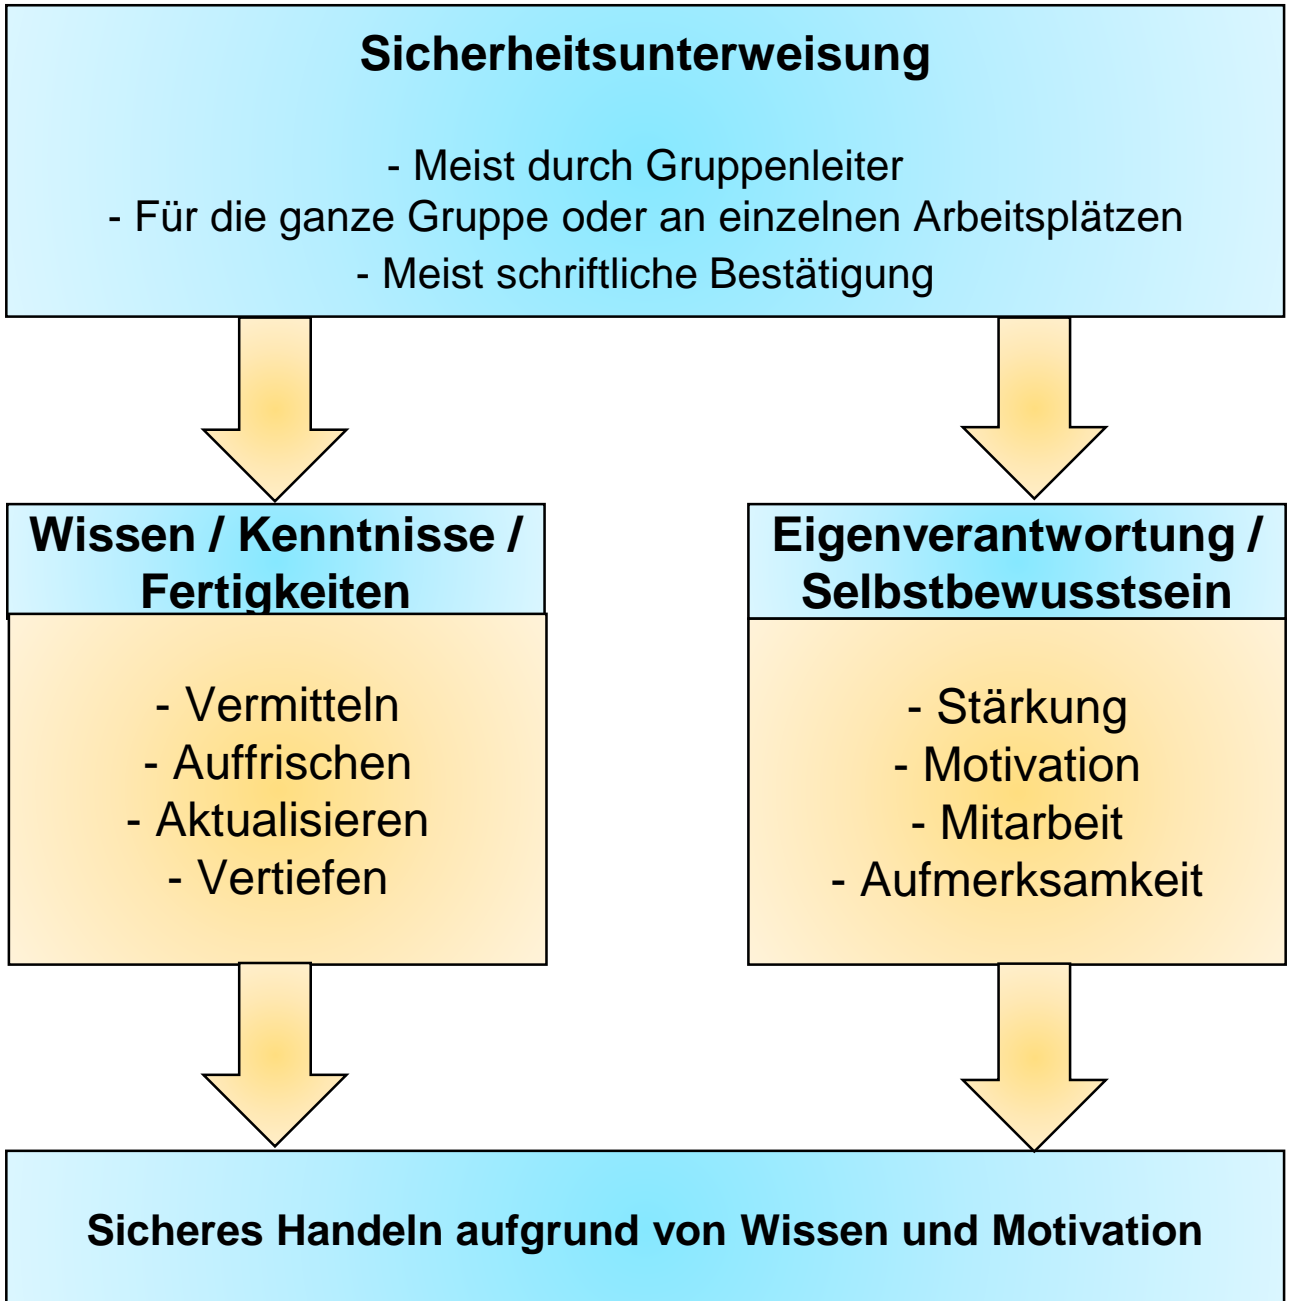 Sicherheitsunterweisung
- Meist durch Gruppenleiter
- Für die ganze Gruppe oder an einzelnen Arbeitsplätzen
- Meist schriftliche Bestätigung
Wissen / Kenntnisse /
Fertigkeiten
- Vermitteln
- Auffrischen
- Aktualisieren
- Vertiefen
Eigenverantwortung /
Selbstbewusstsein
- Stärkung
- Motivation
- Mitarbeit
- Aufmerksamkeit
Sicheres Handeln aufgrund von Wissen und Motivation